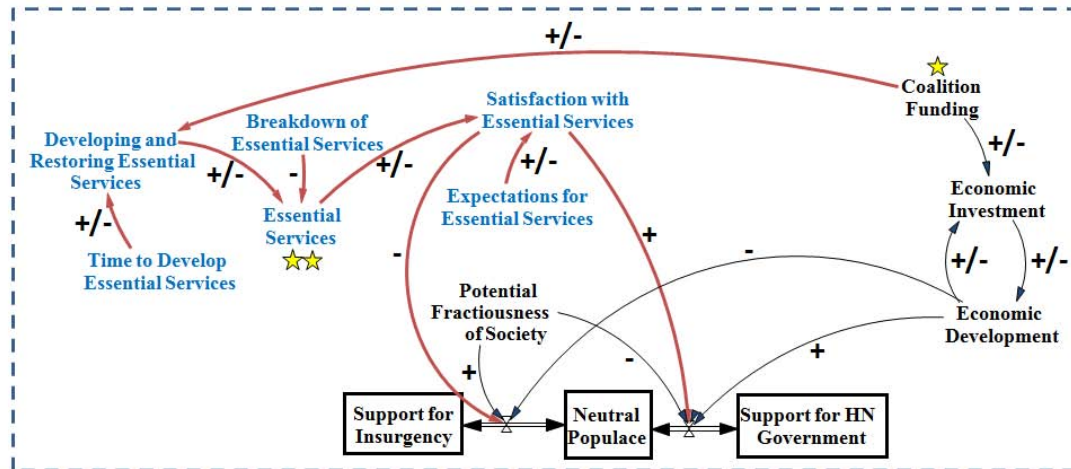 +/-
Coalition
Funding
Satisfaction with
Essential Services
Breakdown of
Essential Services
Developing and
Restoring Essential
Services
+/-
-
+/-
+/-
+/-
Expectations for
Essential Services
Economic
Investment
+/-
Essential
Services
Time to Develop
Essential Services
-
+
-
+/-
+/-
Potential
Fractiousness
of Society
Economic
Development
+
-
+
Support for
Insurgency
Neutral
Populace
Support for HN
Government